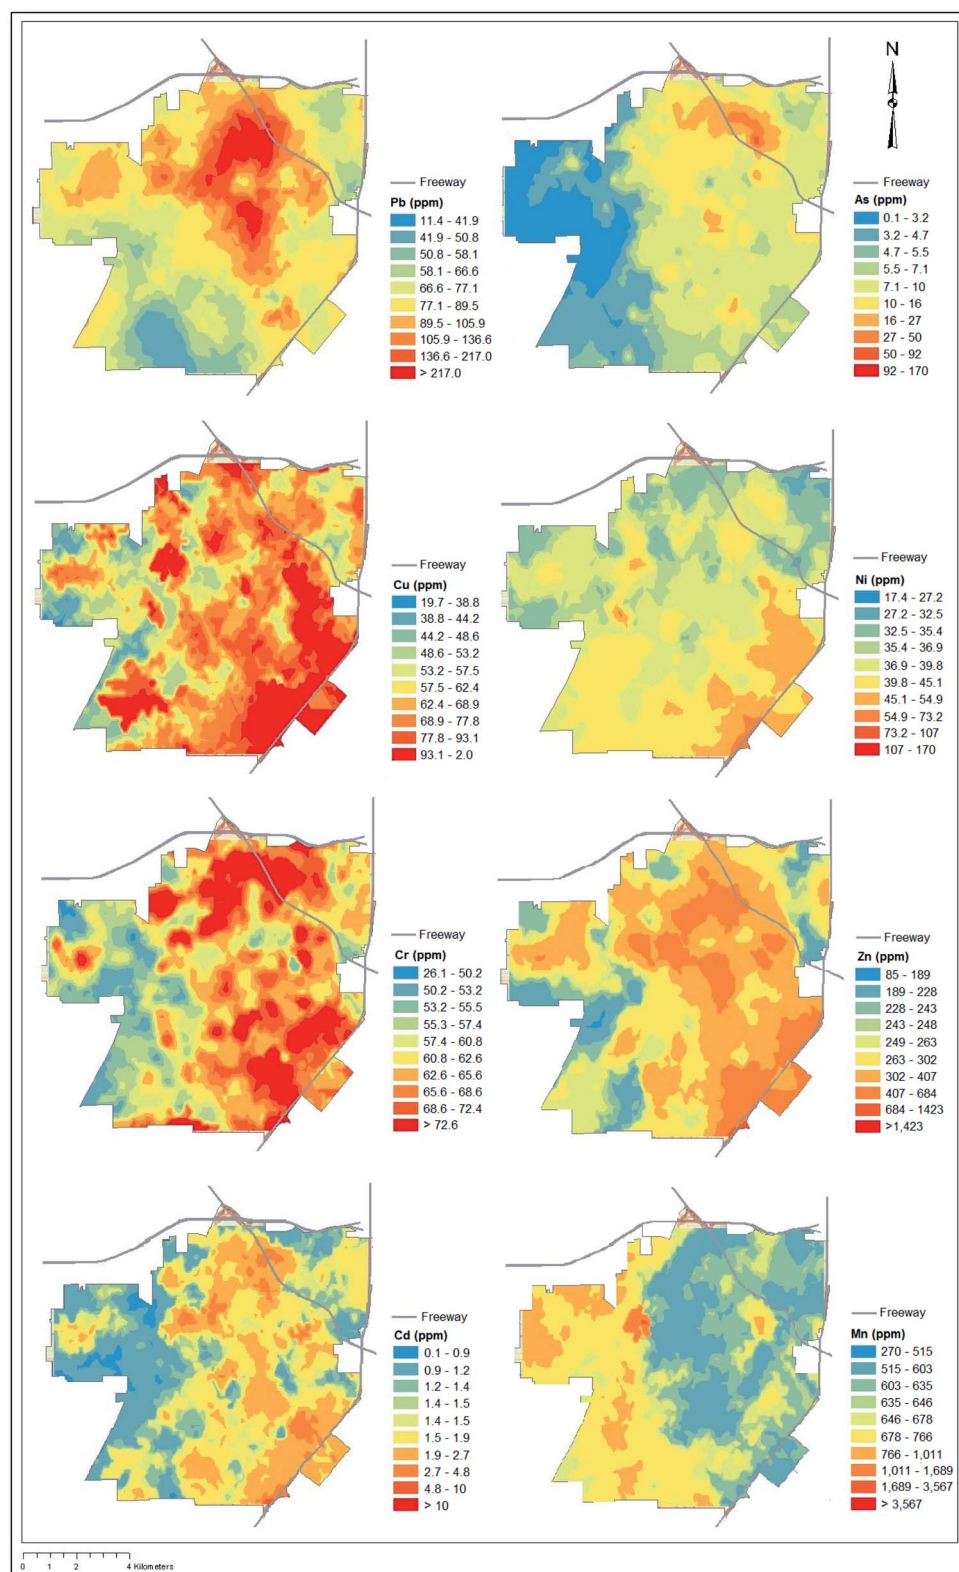 N
Freeway
Pb (ppm)
11.4 - 41.9
41.9 - 50.8
50.8 - 58.1
58.1 - 66.6
66.6 - 77.1
77.1 - 89.5
89.5 - 105.9
105.9 - 136.6
136.6 - 217.0
> 217.0
Freeway
As (ppm)
0.1 - 3.2
3.2 - 4.7
4.7 - 5.5
5.5 - 7.1
7.1 - 10
10 - 16
16 - 27
27 - 50
50 - 92
92 - 170
Freeway
Cu (ppm)
19.7 - 38.8
38.8 - 44.2
44.2 - 48.6
48.6 - 53.2
53.2 - 57.5
57.5 - 62.4
62.4 - 68.9
68.9 - 77.8
77.8 - 93.1
93.1 - 2.0
Freeway
Ni (ppm)
17.4 - 27.2
27.2 - 32.5
32.5 - 35.4
35.4 - 36.9
36.9 - 39.8
39.8 - 45.1
45.1 - 54.9
54.9 - 73.2
73.2 - 107
107 - 170
Freeway
Cr (ppm)
26.1 - 50.2
50.2 - 53.2
53.2 - 55.5
55.3 - 57.4
57.4 - 60.8
60.8 - 62.6
62.6 - 65.6
65.6 - 68.6
68.6 - 72.4
> 72.6
Freeway
Zn (ppm)
85 - 189
189 - 228
228 - 243
243 - 248
249 - 263
263 - 302
302 - 407
407 - 684
684 - 1423
>1,423
Freeway
Cd (ppm)
0.1 - 0.9
0.9 - 1.2
1.2 - 1.4
1.4 - 1.5
1.4 - 1.5
1.5 - 1.9
1.9 - 2.7
2.7 - 4.8
4.8 - 10
> 10
Freeway
Mn (ppm)
270 - 515
515 - 603
603 - 635
635 - 646
646 - 678
678 - 766
766 - 1,011
1,011 - 1,689
1,689 - 3,567
> 3,567
0 1 2 4 Kilometers